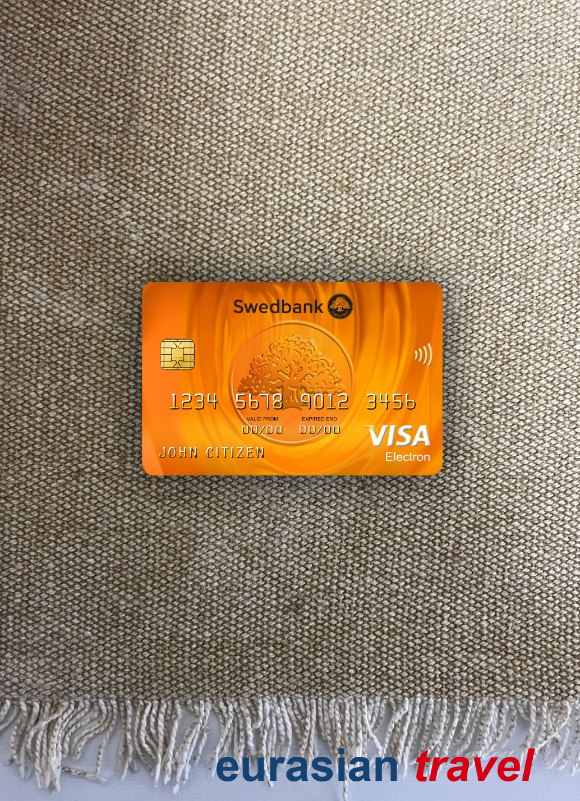 Swedbank
1234 5678 9012 3456
VALID FROM EXPIRES END
00/00 00/00
JOHN CITIZEN
VISA
Electron
eurasian travel